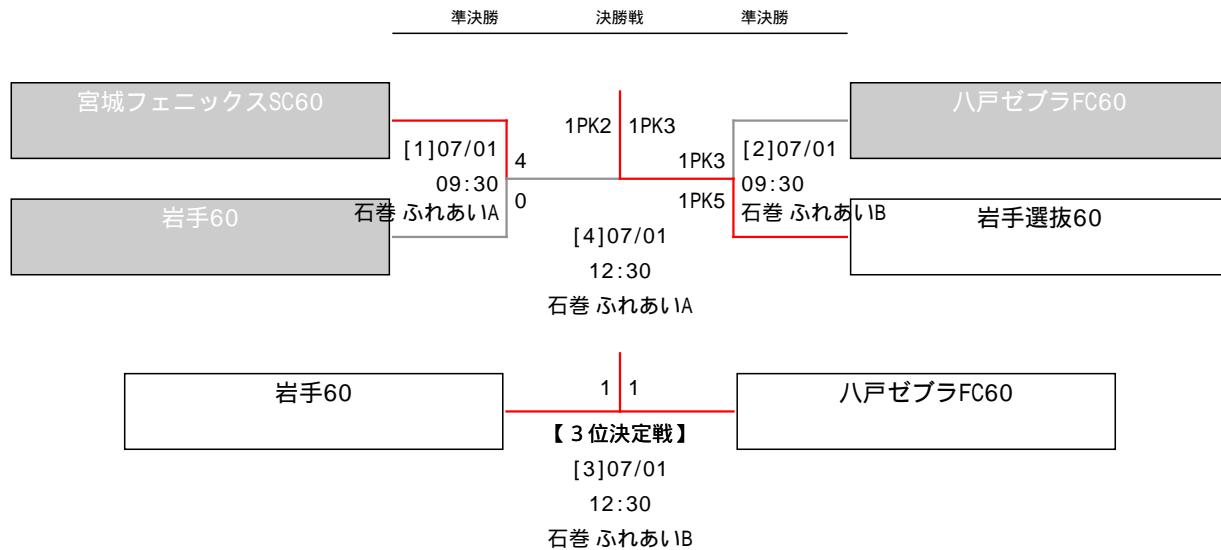 準決勝 決勝戦 準決勝
宮城フェニックスSC60
八戸ゼブラFC60
1PK2 1PK3
[1]07/01
4
1PK3
[2]07/01
09:30
09:30
石巻 ふれあいA
0
1PK5
石巻 ふれあいB
岩手60
岩手選抜60
[4]07/01
12:30
石巻 ふれあいA
岩手60
1 1
八戸ゼブラFC60
【３位決定戦】
[3]07/01
12:30
石巻 ふれあいB